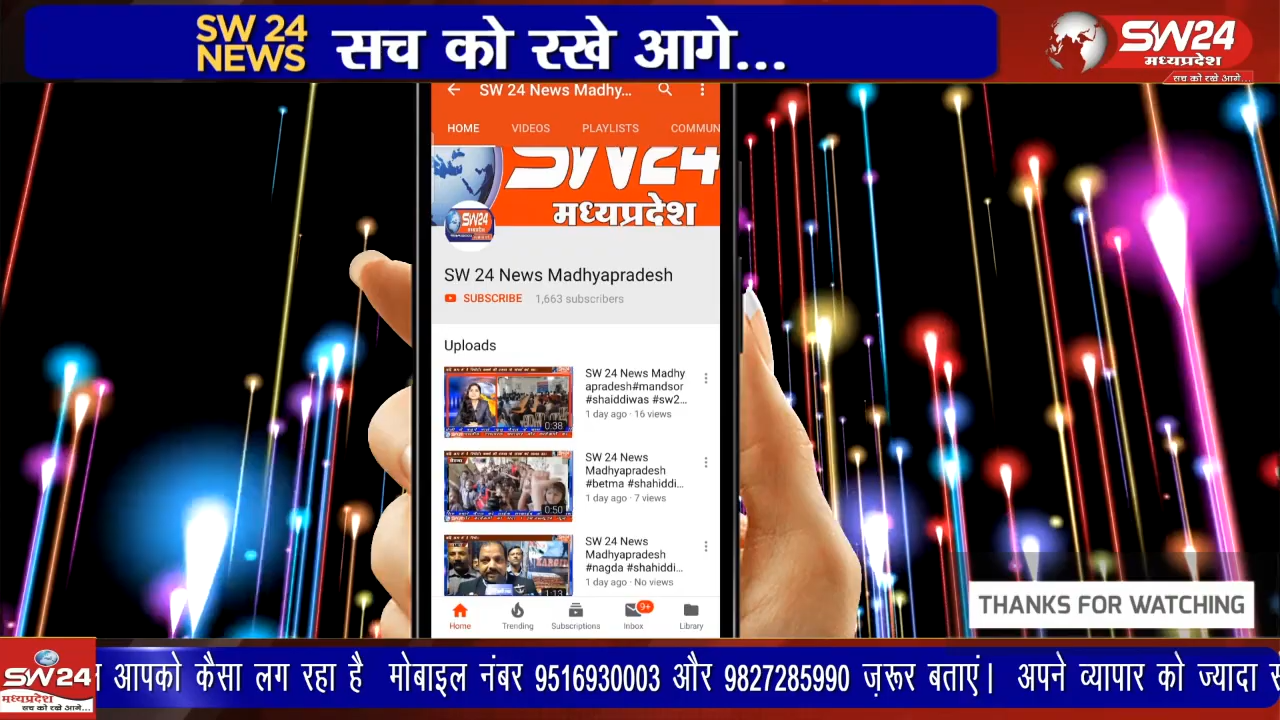 SW 24
NEWS
सच को रखे आगे...
SW24
मध्यप्रदेश
सच को रखे आगे...
SW 24 News Madhy...
HOME VIDEOS PLAYLISTS COMMUN
SW24
मध्यप्रदेश
SW24
SW 24 News Madhyapradesh
SUBSCRIBE 1,663 subscribers
Uploads
SW 24 News Madhy
apradesh#mandsor
#shaiddiwas #sw2...
1 day ago · 16 views
0:38
SW 24 News
Madhyapradesh
#betma #shahiddi...
1 day ago · 7 views
0:50
SW 24 News
Madhyapradesh
#nagda #shahiddi...
1 day ago · No views
1:13
KARGIL
9+
Home Trending Subscriptions Inbox Library
THANKS FOR WATCHING
SW24
मध्यप्रदेश
सच को रखे आगे...
आपको कैसा लग रहा है मोबाइल नंबर 9516930003 और 9827285990 ज़रूर बताएं| अपने व्यापार को ज्यादा